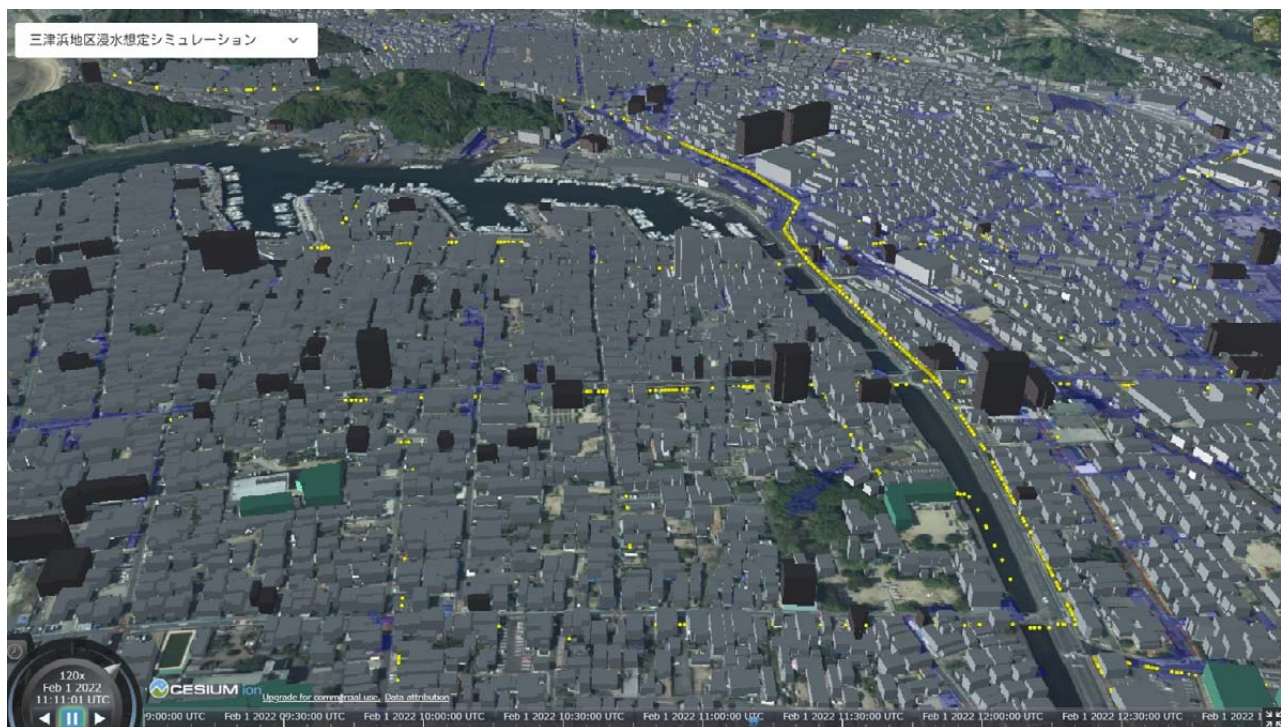 三津浜地区浸水想定シミュレーション
120x
Feb 1 2022
11:11:01 UTC
CESIUM ion
Upgrade for commercial use. Data attribution
9:00:00 UTC Feb 1 2022 09:30:00 UTC Feb 1 2022 10:00:00 UTC Feb 1 2022 10:30:00 UTC Feb 1 2022 11:00:00 UTC Feb 1 2022 11:30:00 UTC Feb 1 2022 12:00:00 UTC Feb 1 2022 12:30:00 UTC Feb 1 2022